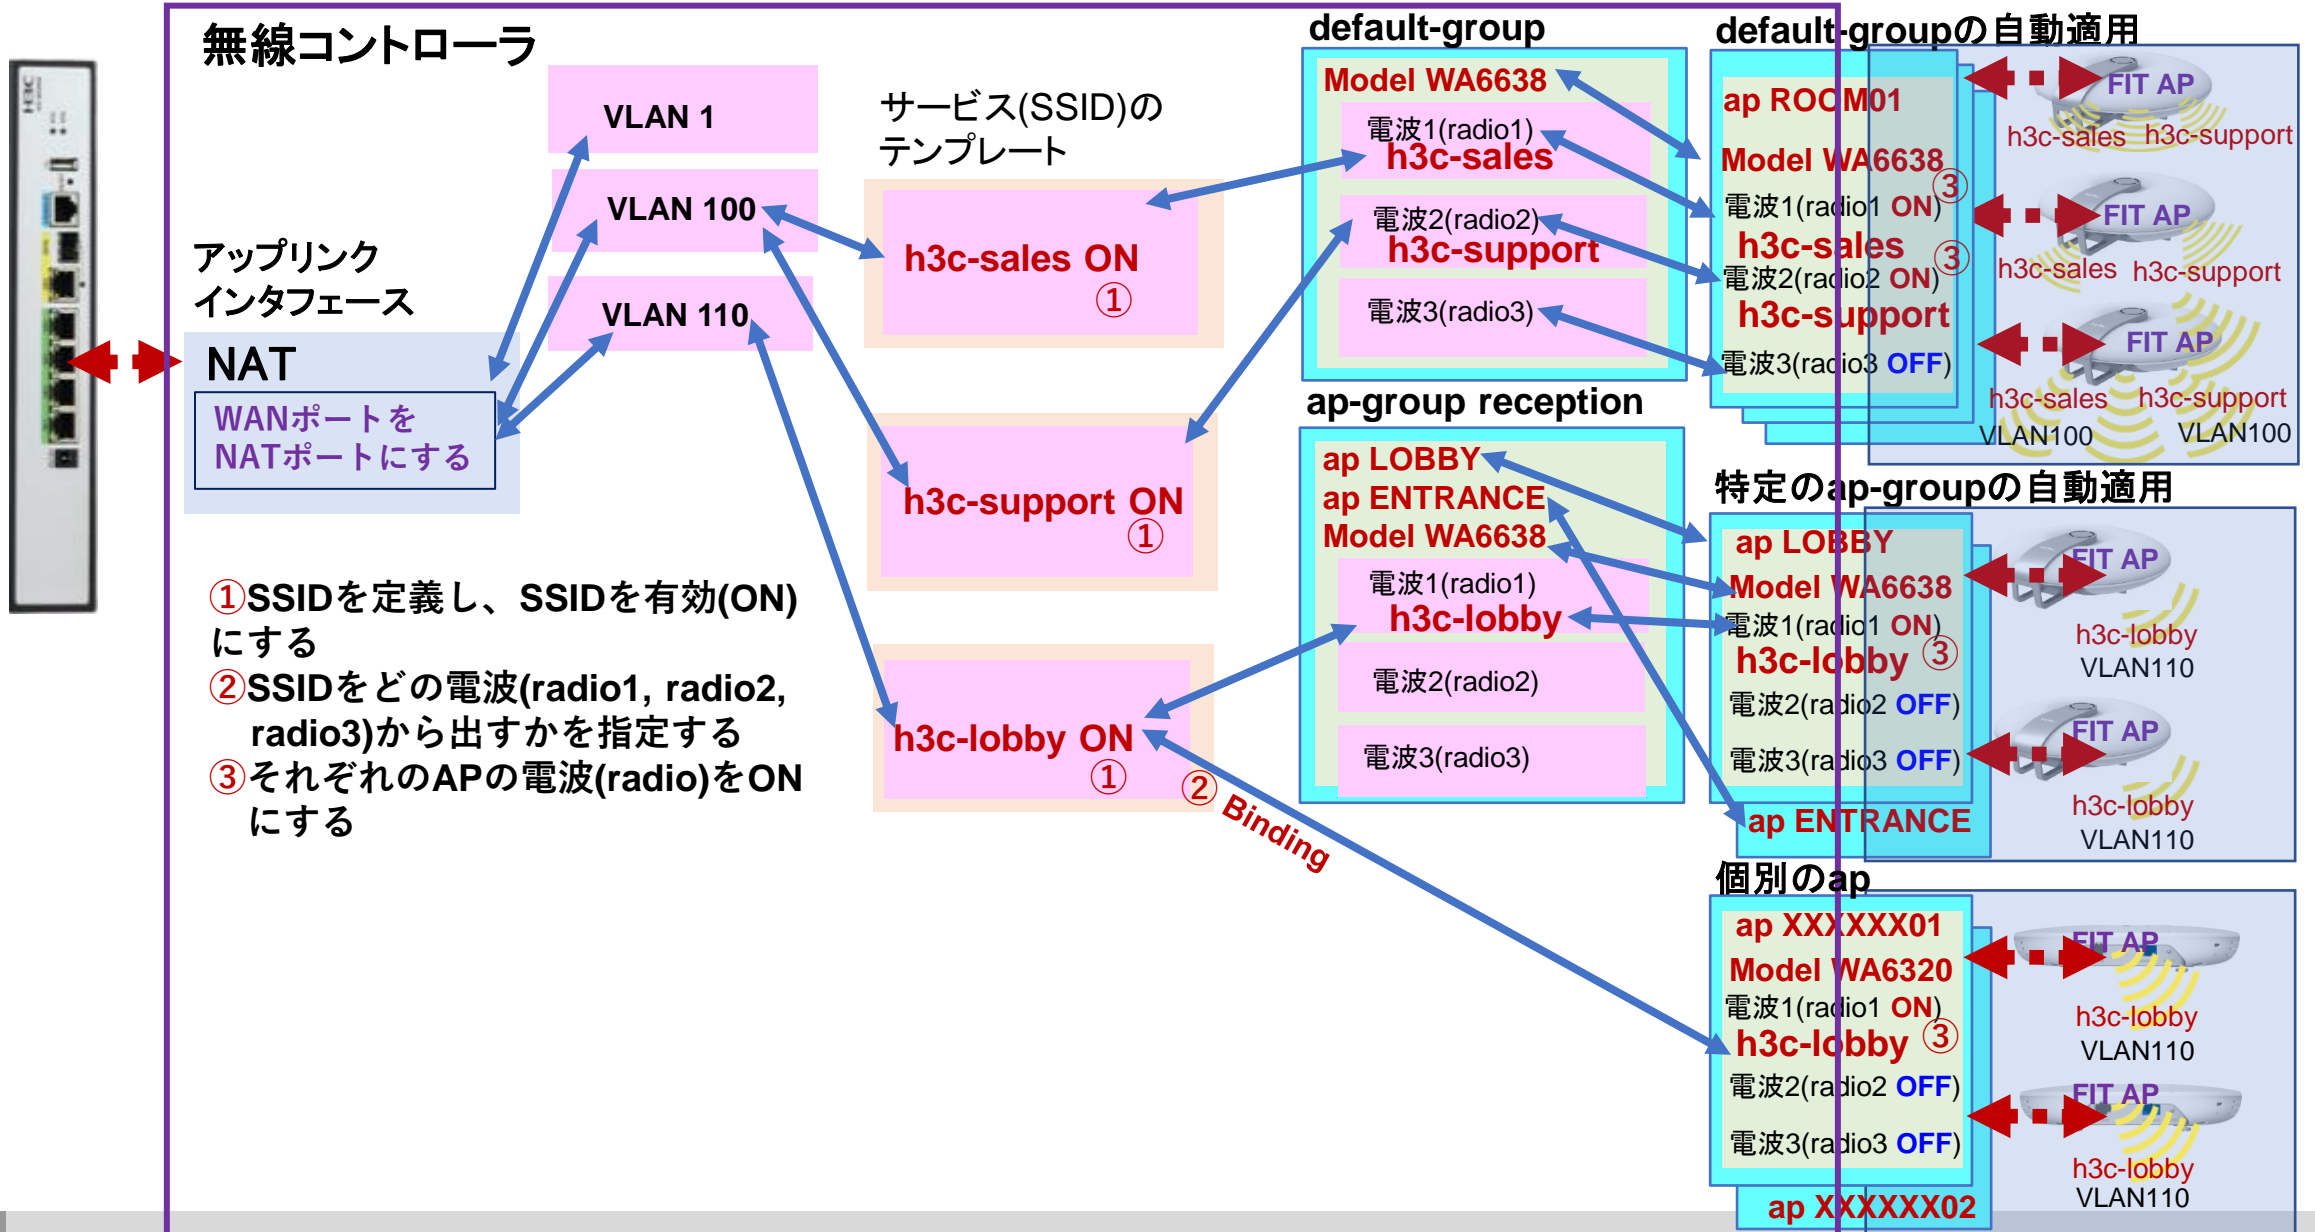 無線コントローラ
H3C
アップリンク
インタフェース
NAT
WANポートを
NATポートにする
VLAN 1
VLAN 100
VLAN 110
サービス(SSID)の
テンプレート
h3c-sales ON
①
h3c-support ON
①
h3c-lobby ON
①
② Binding
①SSIDを定義し、SSIDを有効(ON)
にする
②SSIDをどの電波(radio1, radio2,
radio3)から出すかを指定する
③それぞれのAPの電波(radio)をON
にする
default-group
Model WA6638
電波1(radio1)
h3c-sales
電波2(radio2)
h3c-support
電波3(radio3)
ap-group reception
ap LOBBY
ap ENTRANCE
Model WA6638
電波1(radio1)
h3c-lobby
電波2(radio2)
電波3(radio3)
default-groupの自動適用
ap ROOM01
Model WA6638
③
電波1(radio1 ON)
h3c-sales
③
電波2(radio2 ON)
h3c-support
電波3(radio3 OFF)
FIT AP
h3c-sales h3c-support
FIT AP
h3c-sales h3c-support
FIT AP
h3c-sales h3c-support
VLAN100 VLAN100
特定のap-groupの自動適用
ap LOBBY
Model WA6638
電波1(radio1 ON)
h3c-lobby ③
電波2(radio2 OFF)
電波3(radio3 OFF)
ap ENTRANCE
FIT AP
h3c-lobby
VLAN110
FIT AP
h3c-lobby
VLAN110
個別のap
ap XXXXXX01
Model WA6320
電波1(radio1 ON)
h3c-lobby ③
電波2(radio2 OFF)
電波3(radio3 OFF)
ap XXXXXX02
FIT AP
h3c-lobby
VLAN110
FIT AP
h3c-lobby
VLAN110